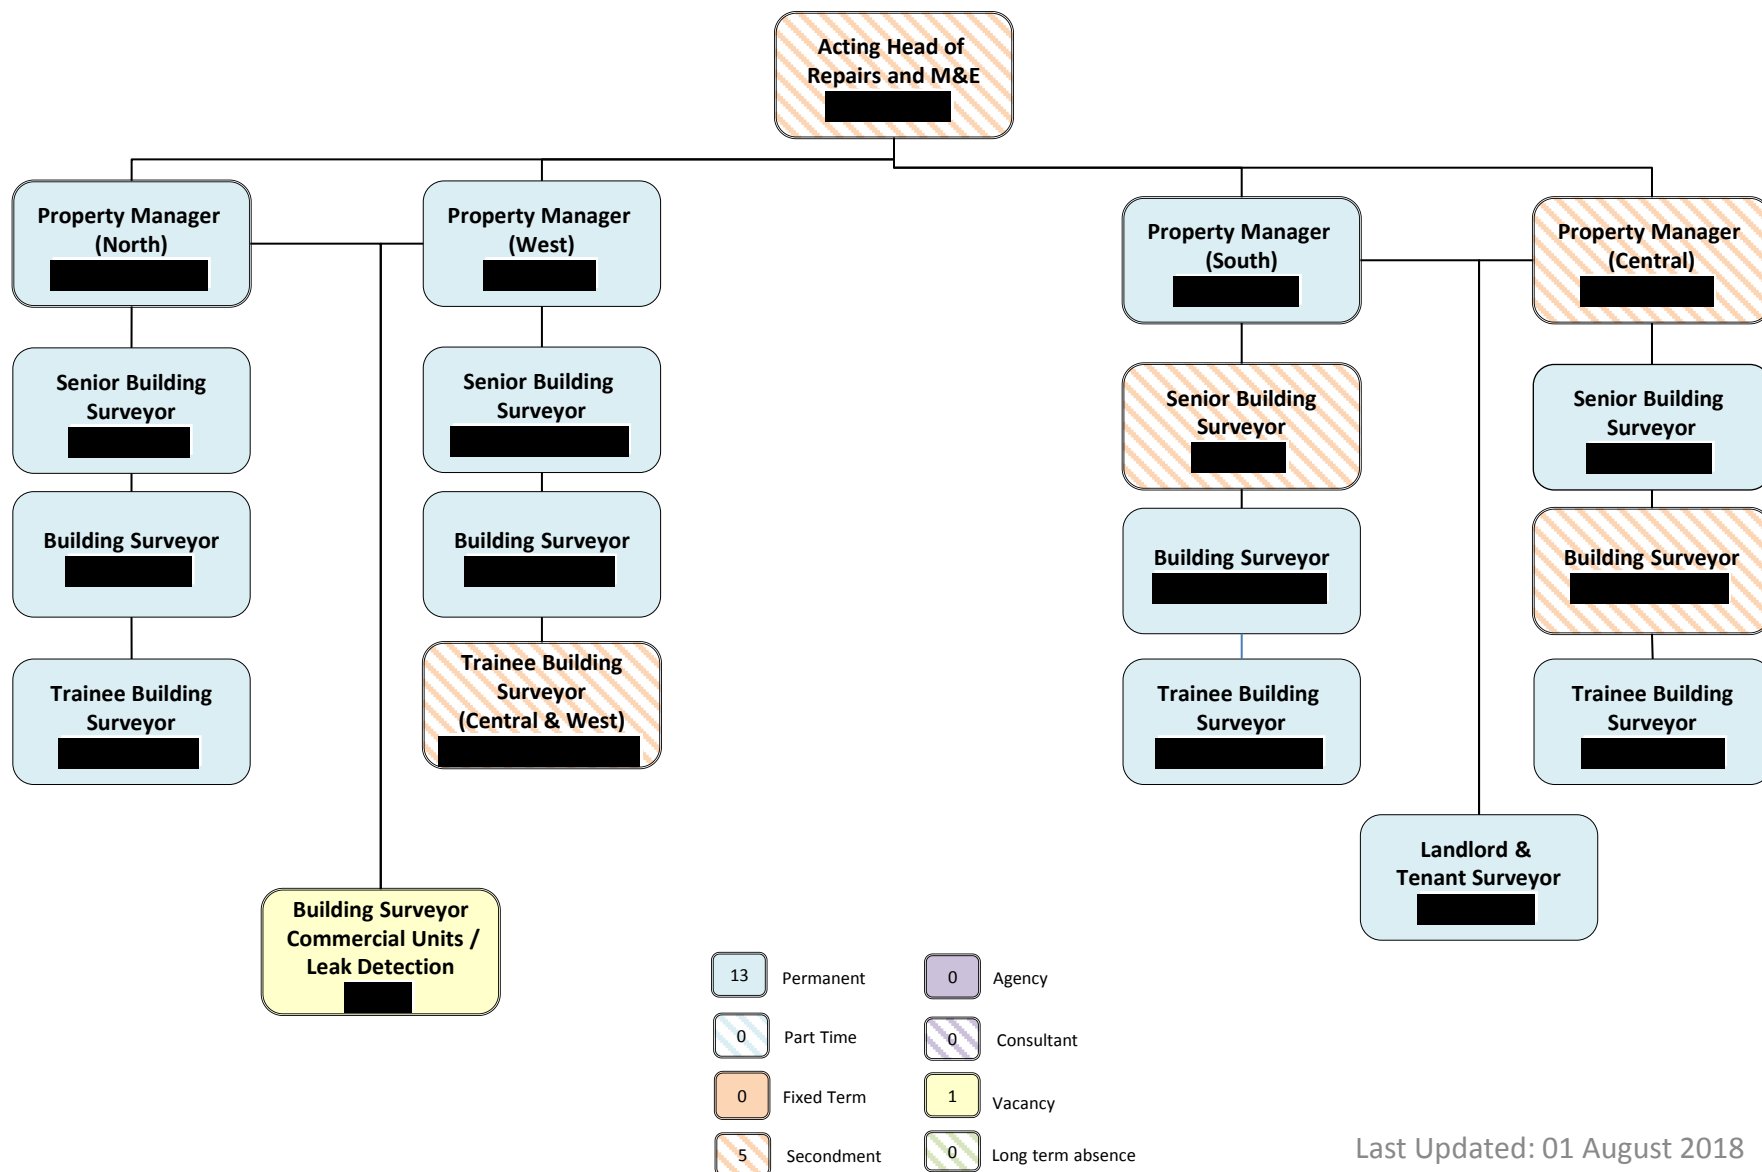 Acting Head of
Repairs and M&E
Property Manager
(North)
Property Manager
(West)
Property Manager
(South)
Property Manager
(Central)
Senior Building
Surveyor
Senior Building
Surveyor
Senior Building
Surveyor
Senior Building
Surveyor
Building Surveyor
Building Surveyor
Building Surveyor
Building Surveyor
Trainee Building
Surveyor
Trainee Building
Surveyor
(Central & West)
Trainee Building
Surveyor
Trainee Building
Surveyor
Landlord &
Tenant Surveyor
Building Surveyor
Commercial Units /
Leak Detection
13 Permanent
0 Agency
0 Part Time
0 Consultant
0 Fixed Term
1 Vacancy
5 Secondment
0 Long term absence
Last Updated: 01 August 2018